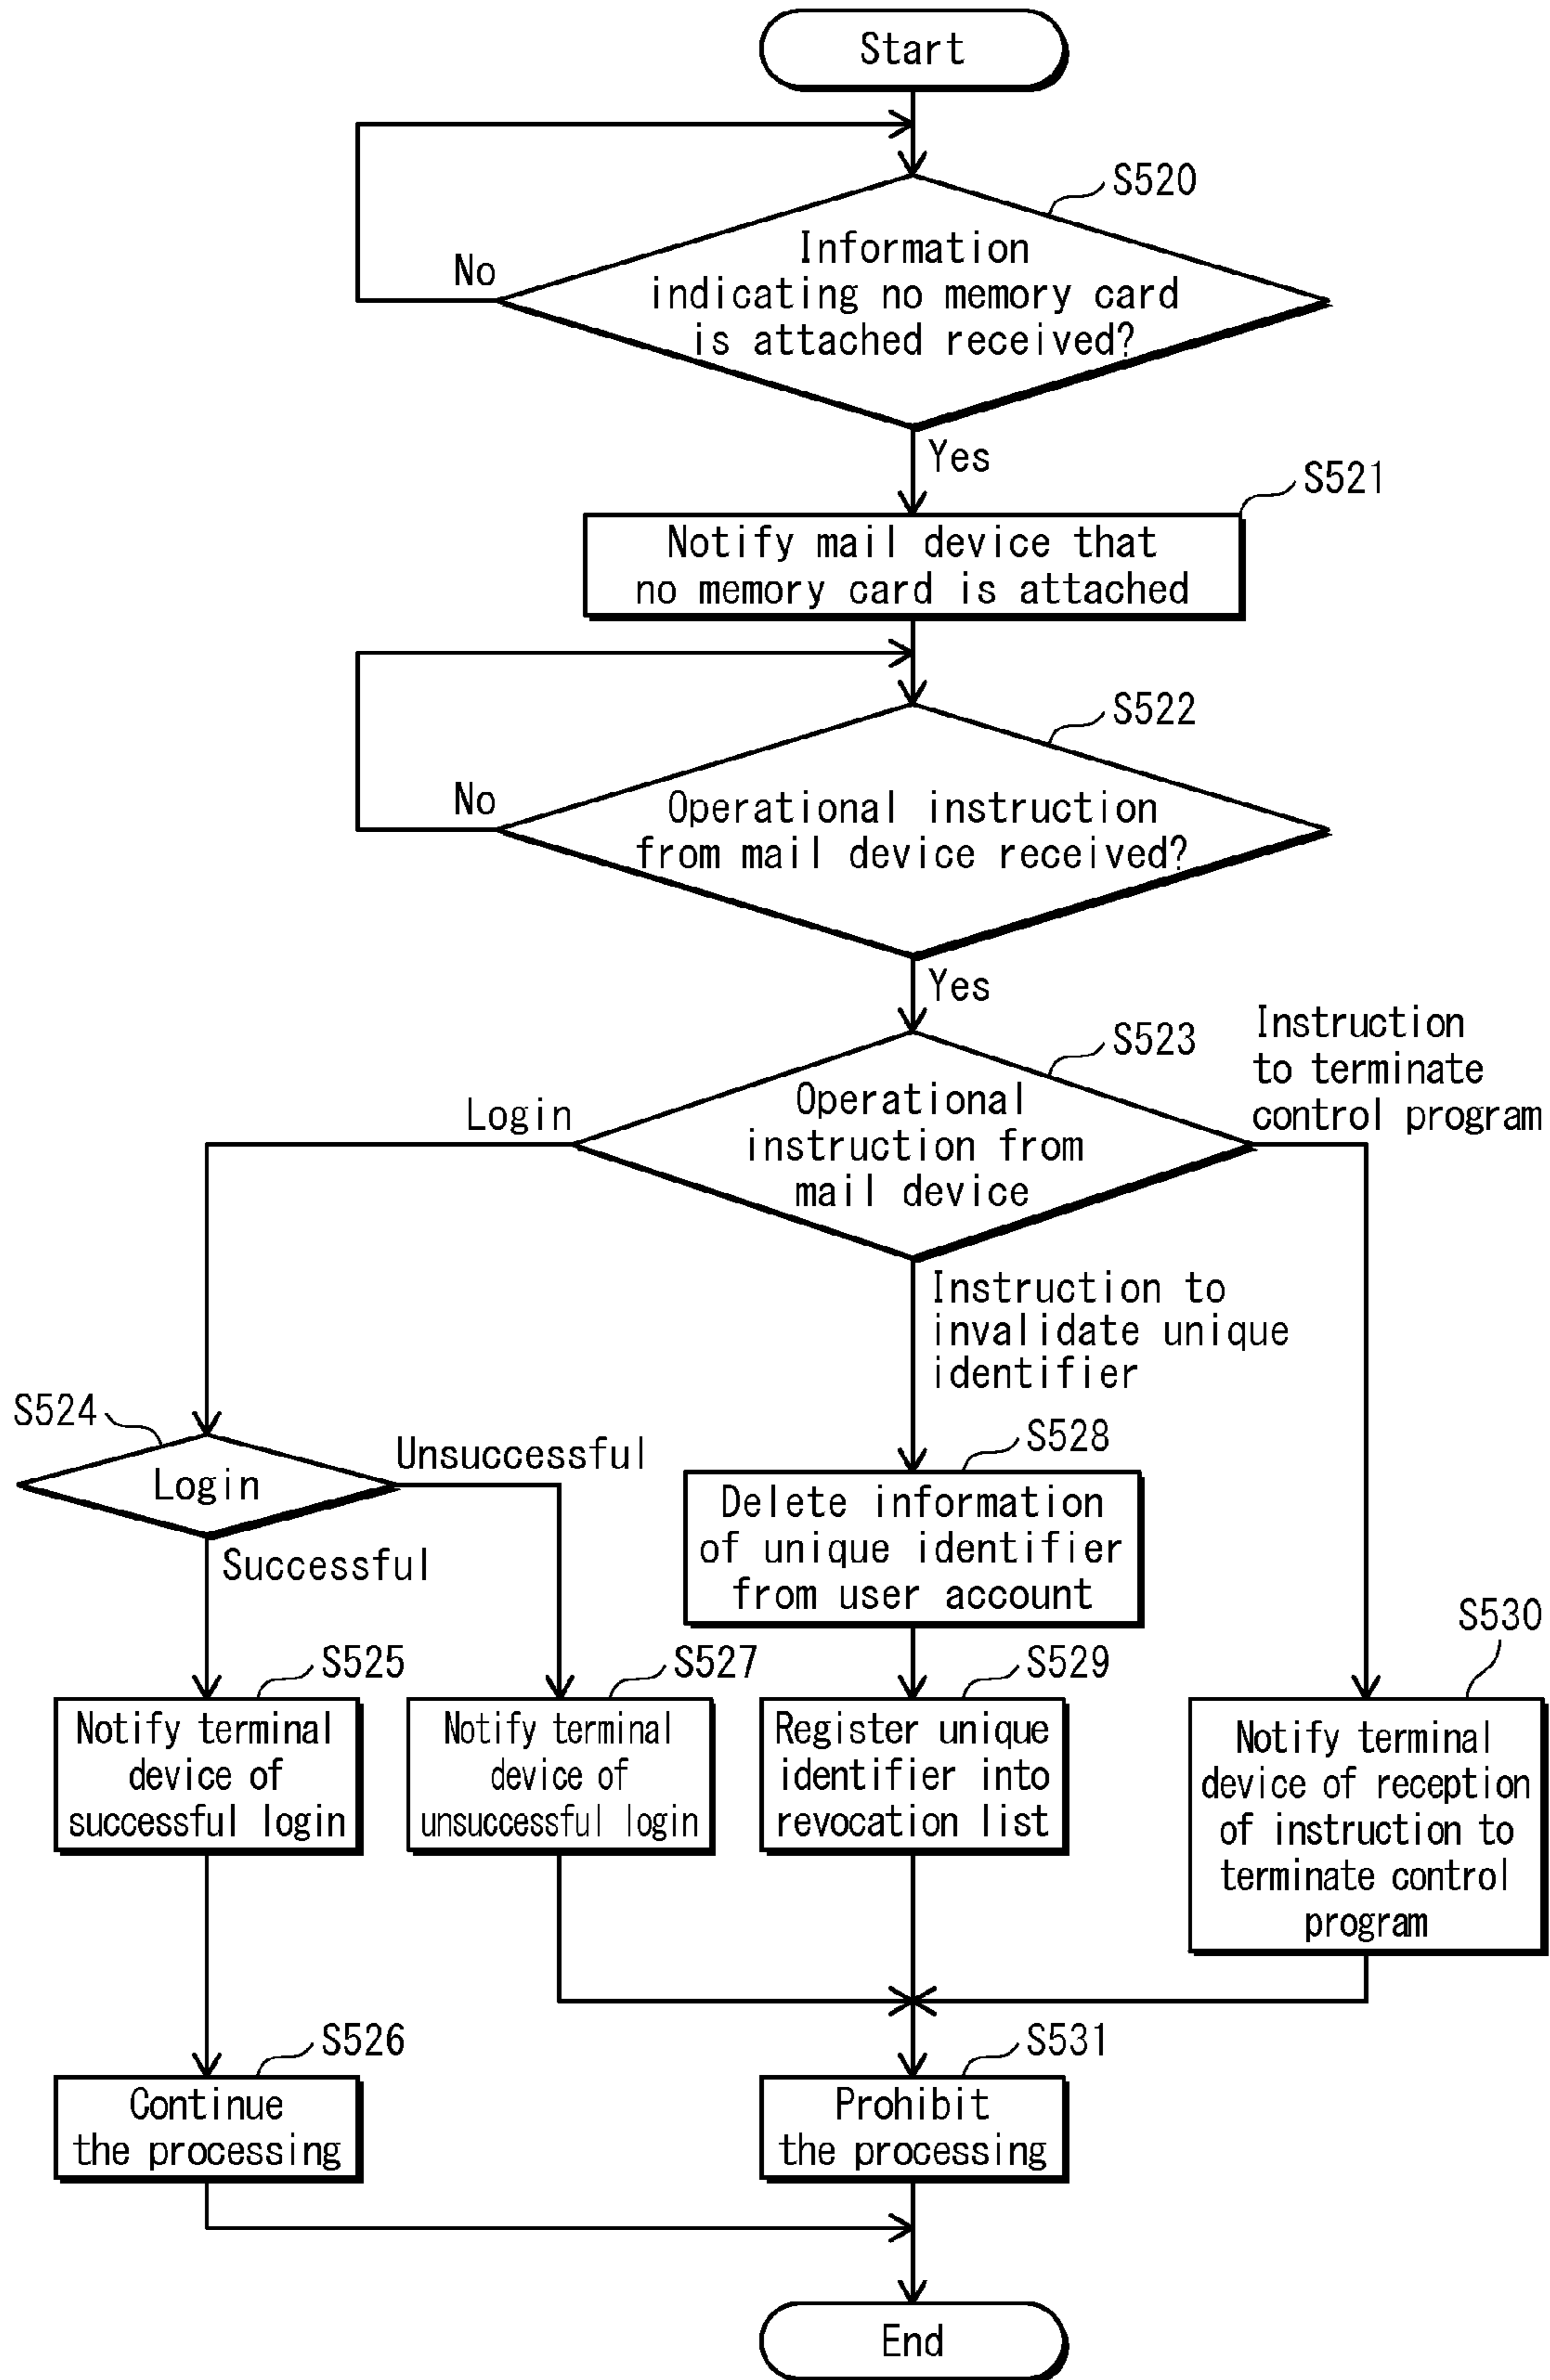 Start
S520
Information
indicating no memory card
is attached received?
No
Yes
S521
Notify mail device that
no memory card is attached
S522
Operational instruction
from mail device received?
No
Yes
S523
Operational
instruction from
mail device
Login
Instruction
to terminate
control program
Instruction to
invalidate unique
identifier
S524
Login
Unsuccessful
Successful
S528
Delete information
of unique identifier
from user account
S525
Notify terminal
device of
successful login
S527
Notify terminal
device of
unsuccessful login
S529
Register unique
identifier into
revocation list
S530
Notify terminal
device of reception
of instruction to
terminate control
program
S526
Continue
the processing
S531
Prohibit
the processing
End